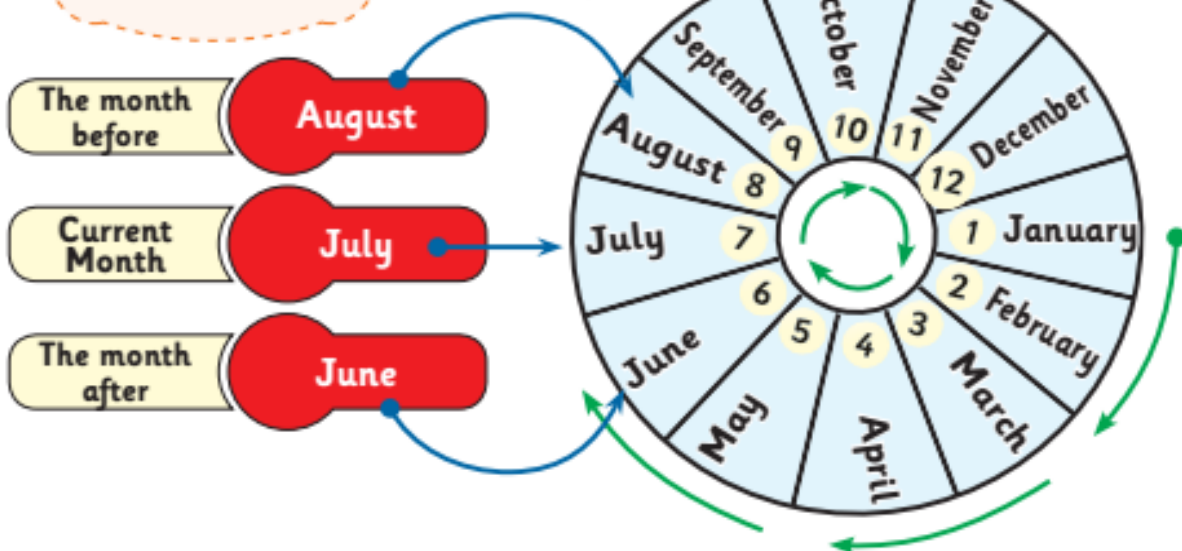 The month
before
August
Current
Month
July
The month
after
June
September
9
ctober
10
November
11
December
12
August
8
July
7
January
1
June
6
February
2
May
5
April
4
March
3